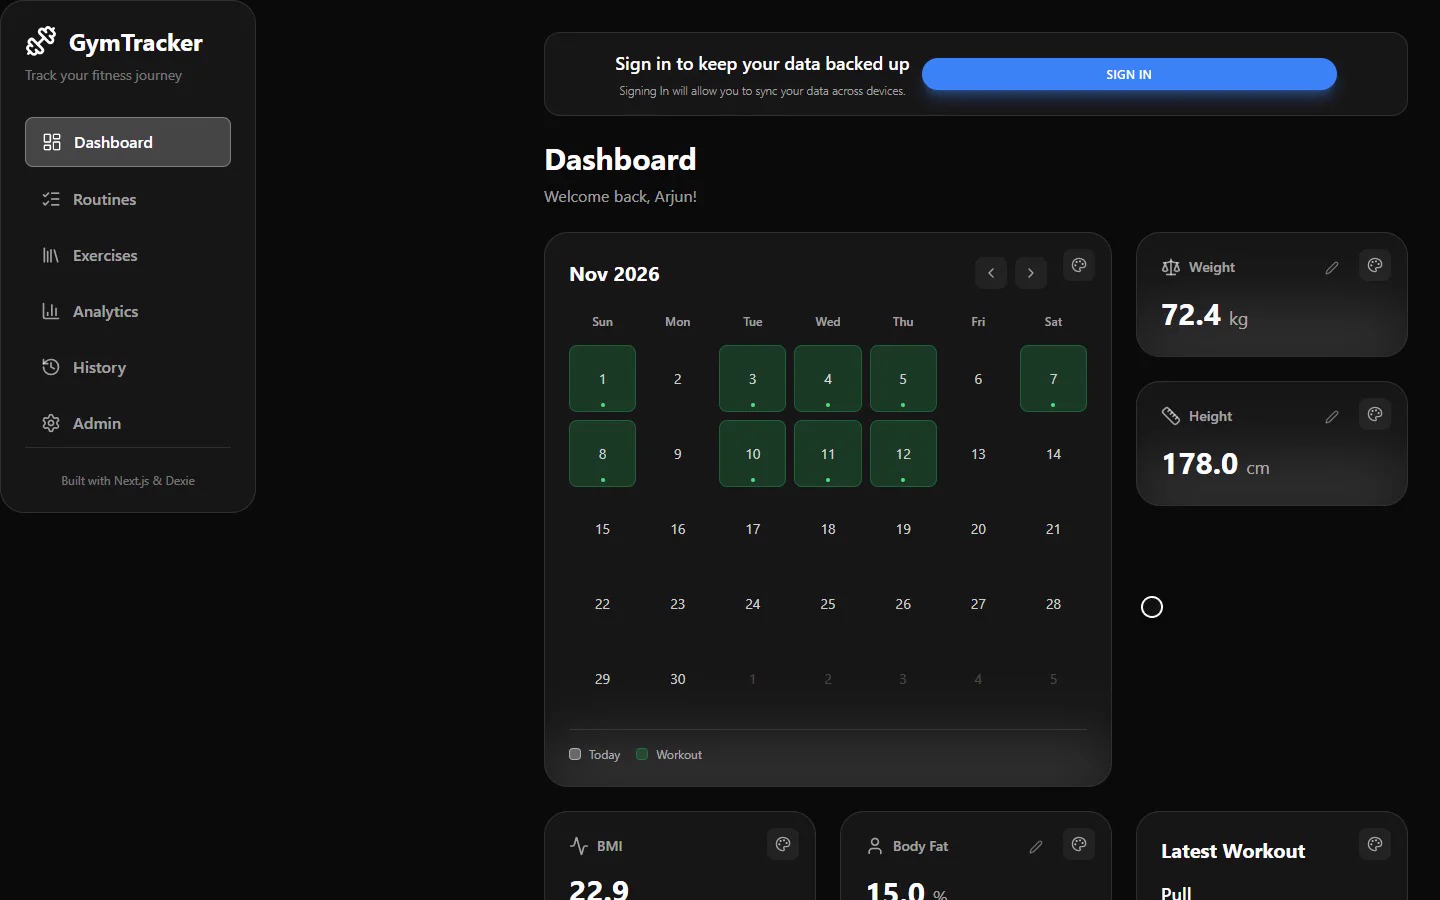 GymTracker
Track your fitness journey
Dashboard
Routines
Exercises
Analytics
History
Admin
Built with Next.js & Dexie
Sign in to keep your data backed up
Signing In will allow you to sync your data across devices.
SIGN IN
Dashboard
Welcome back, Arjun!
Nov 2026
Sun Mon Tue Wed Thu Fri Sat
1 2 3 4 5 6 7
8 9 10 11 12 13 14
15 16 17 18 19 20 21
22 23 24 25 26 27 28
29 30 1 2 3 4 5
Today Workout
Weight
72.4 kg
Height
178.0 cm
BMI
22.9
Body Fat
15.0 %
Latest Workout
Pull